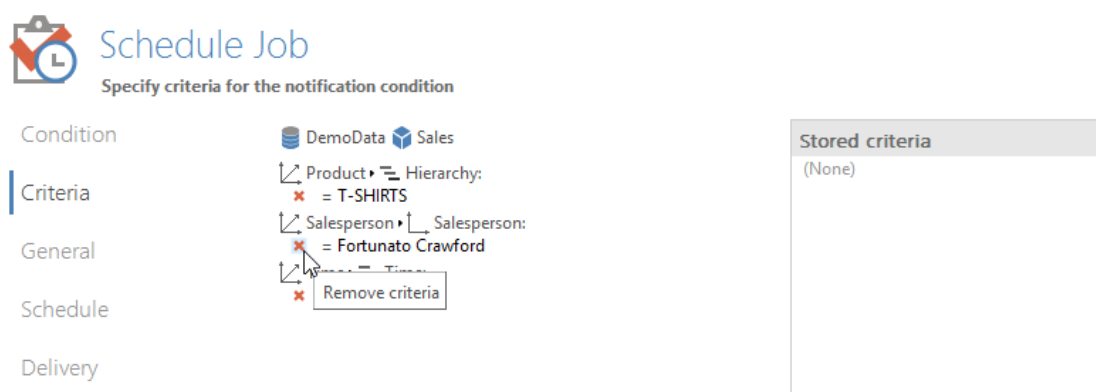 Schedule Job
Specify criteria for the notification condition
Condition
Criteria
General
Schedule
Delivery
DemoData Sales
Product Hierarchy:
= T-SHIRTS
Salesperson Salesperson:
= Fortunato Crawford
Time:
Remove criteria
Stored criteria
(None)